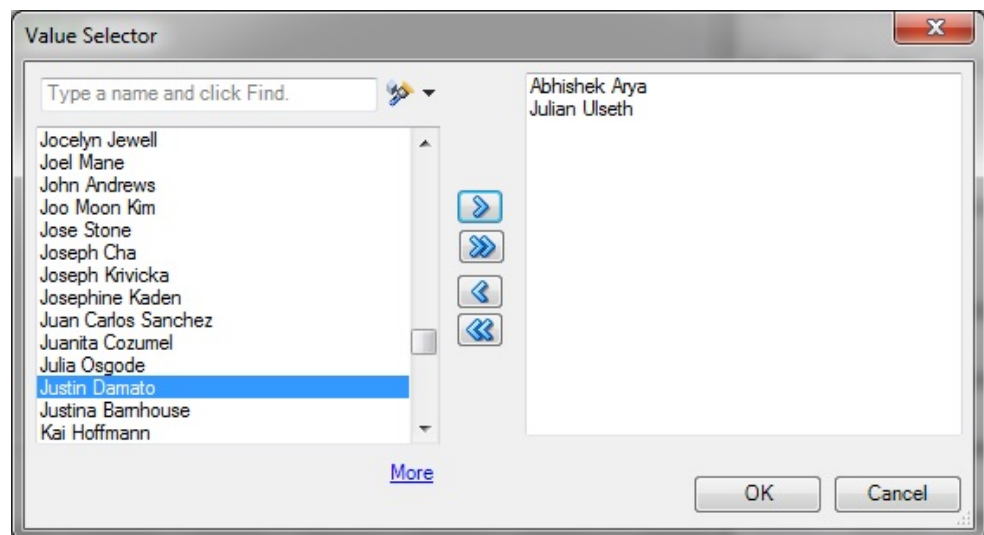 Value Selector
Type a name and click Find.
Jocelyn Jewell
Joel Mane
John Andrews
Joo Moon Kim
Jose Stone
Joseph Cha
Joseph Krivicka
Josephine Kaden
Juan Carlos Sanchez
Juanita Cozumel
Julia Osgode
Justin Damato
Justina Barnhouse
Kai Hoffmann
More
Abhishek Arya
Julian Ulseth
OK
Cancel